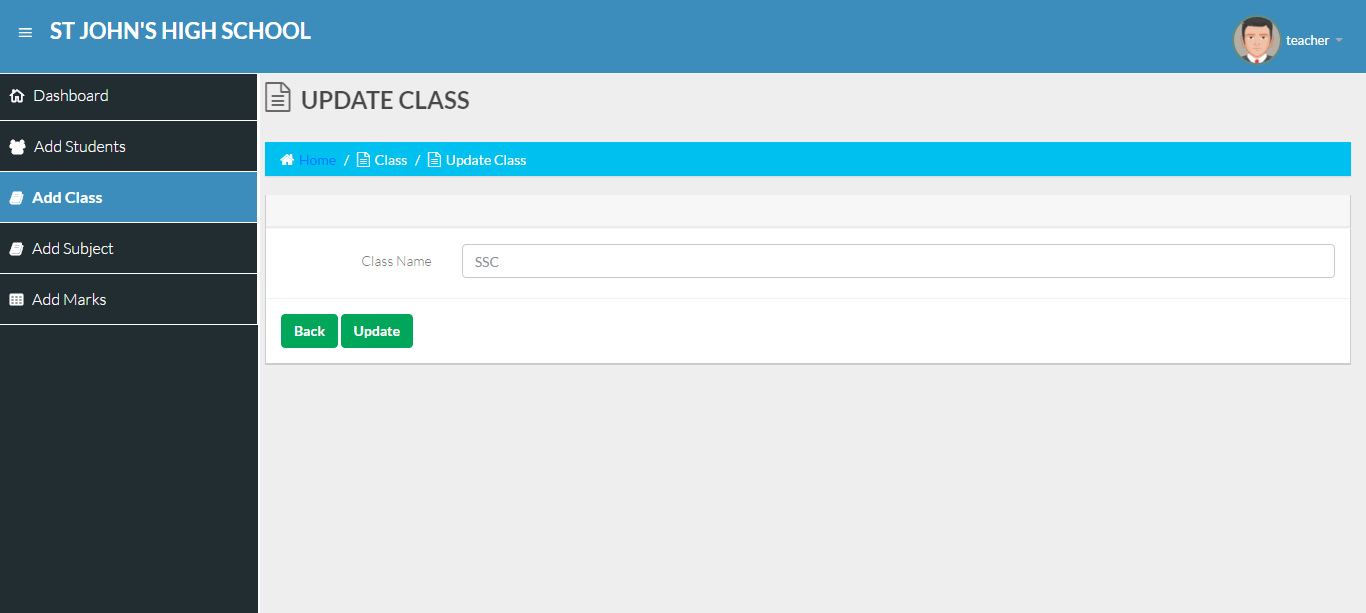 ST JOHN'S HIGH SCHOOL
teacher
Dashboard
Add Students
Add Class
Add Subject
Add Marks
UPDATE CLASS
Home / Class / Update Class
Class Name SSC
Back Update